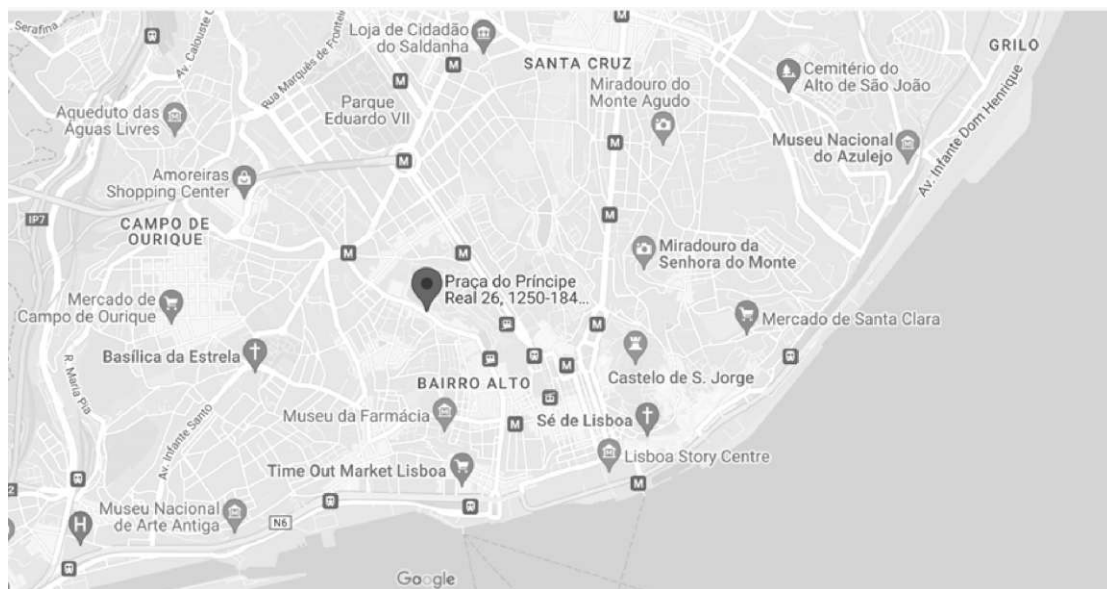 Serafina
Av. Calouste Gul
Rua Marquês de Fronteir
Loja de Cidadão
do Saldanha
SANTA CRUZ
GRILO
Cemitério do
Alto de São João
Miradouro do
Monte Agudo
Parque
Eduardo VII
Aqueduto das
Águas Livres
Museu Nacional
do Azulejo
Av. Infante Dom Henrique
Amoreiras
Shopping Center
IP7
CAMPO DE
OURIQUE
Miradouro da
Senhora do Monte
Praça do Príncipe
Real 26, 1250-184...
Mercado de
Campo de Ourique
Mercado de Santa Clara
Basílica da Estrela
R. Maria Pia
BAIRRO ALTO
Castelo de S. Jorge
Museu da Farmácia
Sé de Lisboa
Av. Infante Santo
Lisboa Story Centre
Time Out Market Lisboa
Museu Nacional
de Arte Antiga
N6
H
Google
M
M
M
M
M
M
M
M
M
M
M
M